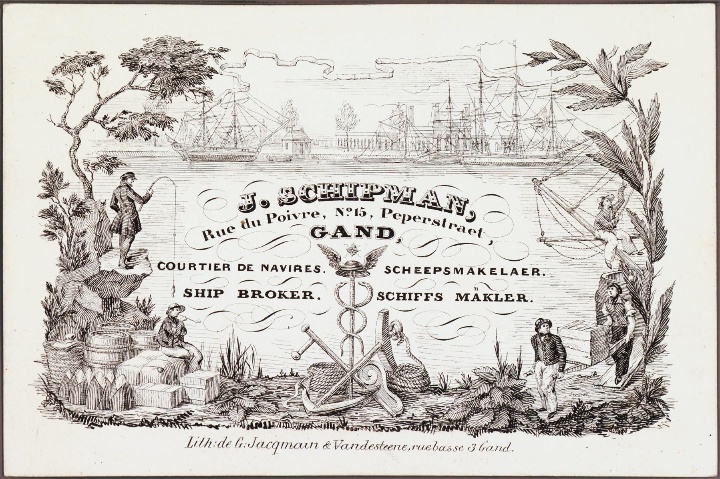 J. SCHIPMAN,
Rue du Poivre, Nº 15, Peperstraet,
GAND,
COURTIER DE NAVIRES. SCHEEPSMAKELAER.
SHIP BROKER. SCHIFFS MÄKLER.
Lith: de G. Jacqmain & Vandesteene, rue basse 3 Gand.